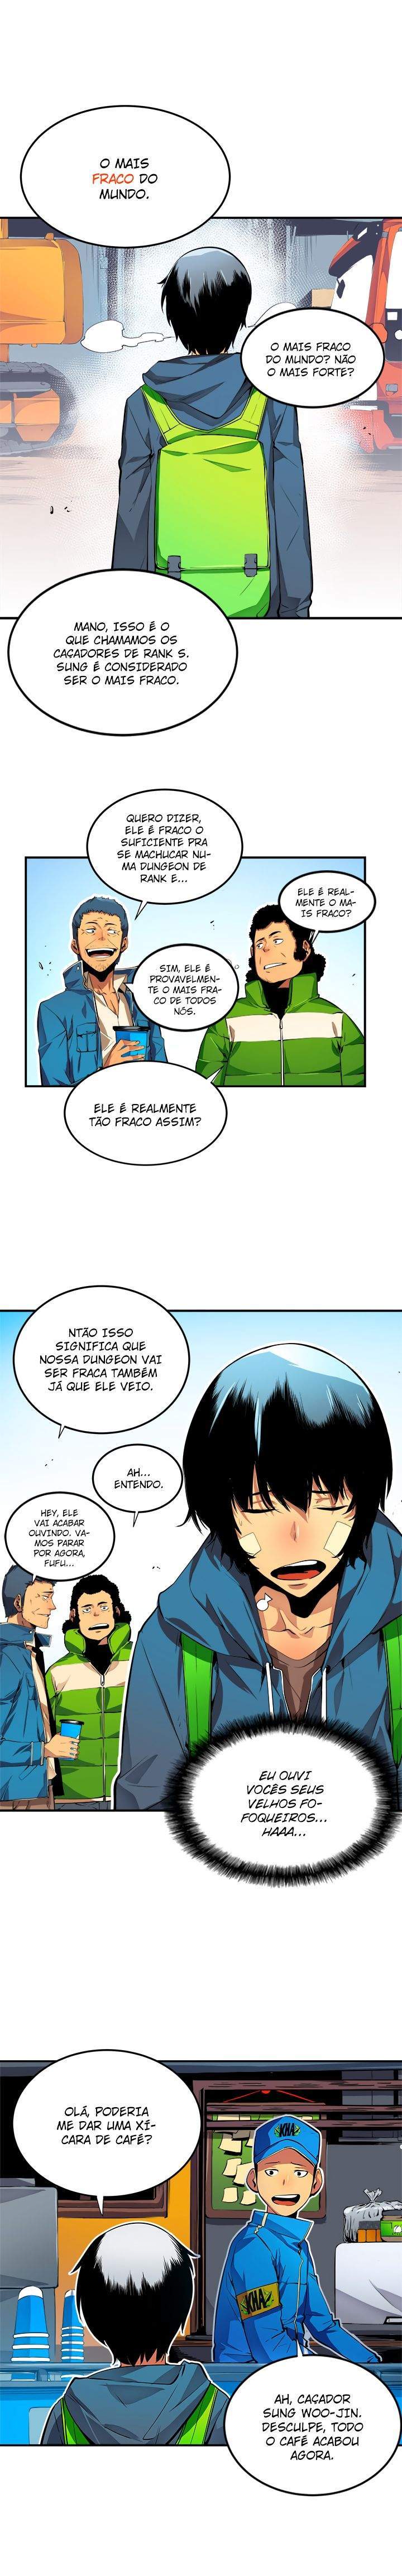 O MAIS
FRACO DO
MUNDO.
O MAIS FRACO
DO MUNDO? NÃO
O MAIS FORTE?
MANO, ISSO É O
QUE CHAMAMOS OS
CAÇADORES DE RANK S.
SUNG É CONSIDERADO
SER O MAIS FRACO.
QUERO DIZER,
ELE É FRACO O
SUFICIENTE PRA
SE MACHUCAR NU-
MA DUNGEON DE
RANK E...
ELE É REAL-
MENTE O MA-
IS FRACO?
SIM, ELE É
PROVAVELMEN-
TE O MAIS FRA-
CO DE TODOS
NÓS.
ELE É REALMENTE
TÃO FRACO ASSIM?
NTÃO ISSO
SIGNIFICA QUE
NOSSA DUNGEON VAI
SER FRACA TAMBÉM
JÁ QUE ELE VEIO.
AH...
ENTENDO.
HEY, ELE
VAI ACABAR
OUVINDO. VA-
MOS PARAR
POR AGORA,
FUFU...
EU OUVI
VOCÊS SEUS
VELHOS FO-
FOQUEIROS...
HAAA...
OLÁ, PODERIA
ME DAR UMA XÍ-
CARA DE CAFÉ?
KHA
KHA
AH, CAÇADOR
SUNG WOO-JIN.
DESCULPE, TODO
O CAFÉ ACABOU
AGORA.